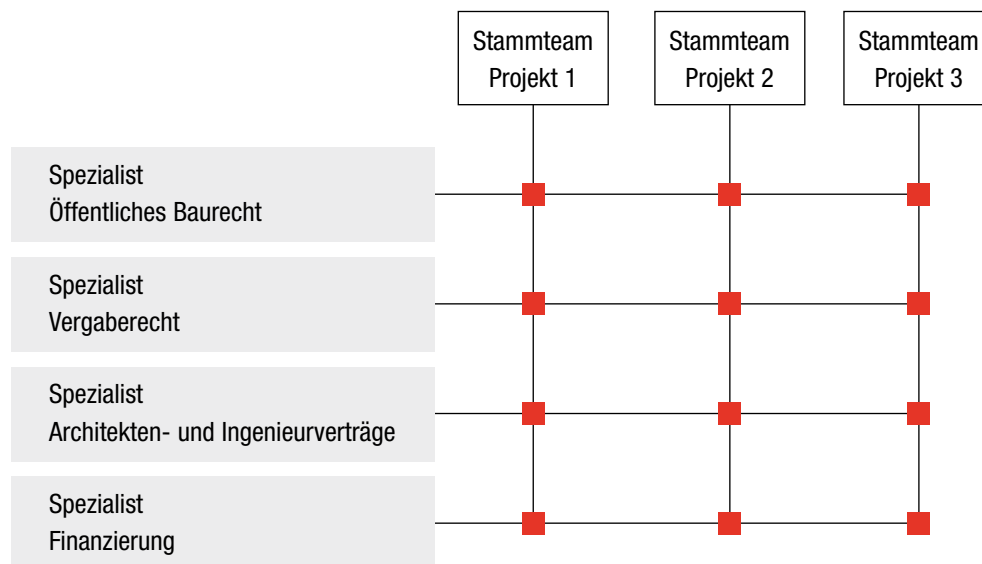 Stammteam
Projekt 1
Stammteam
Projekt 2
Stammteam
Projekt 3
Spezialist
Öffentliches Baurecht
Spezialist
Vergaberecht
Spezialist
Architekten- und Ingenieurverträge
Spezialist
Finanzierung